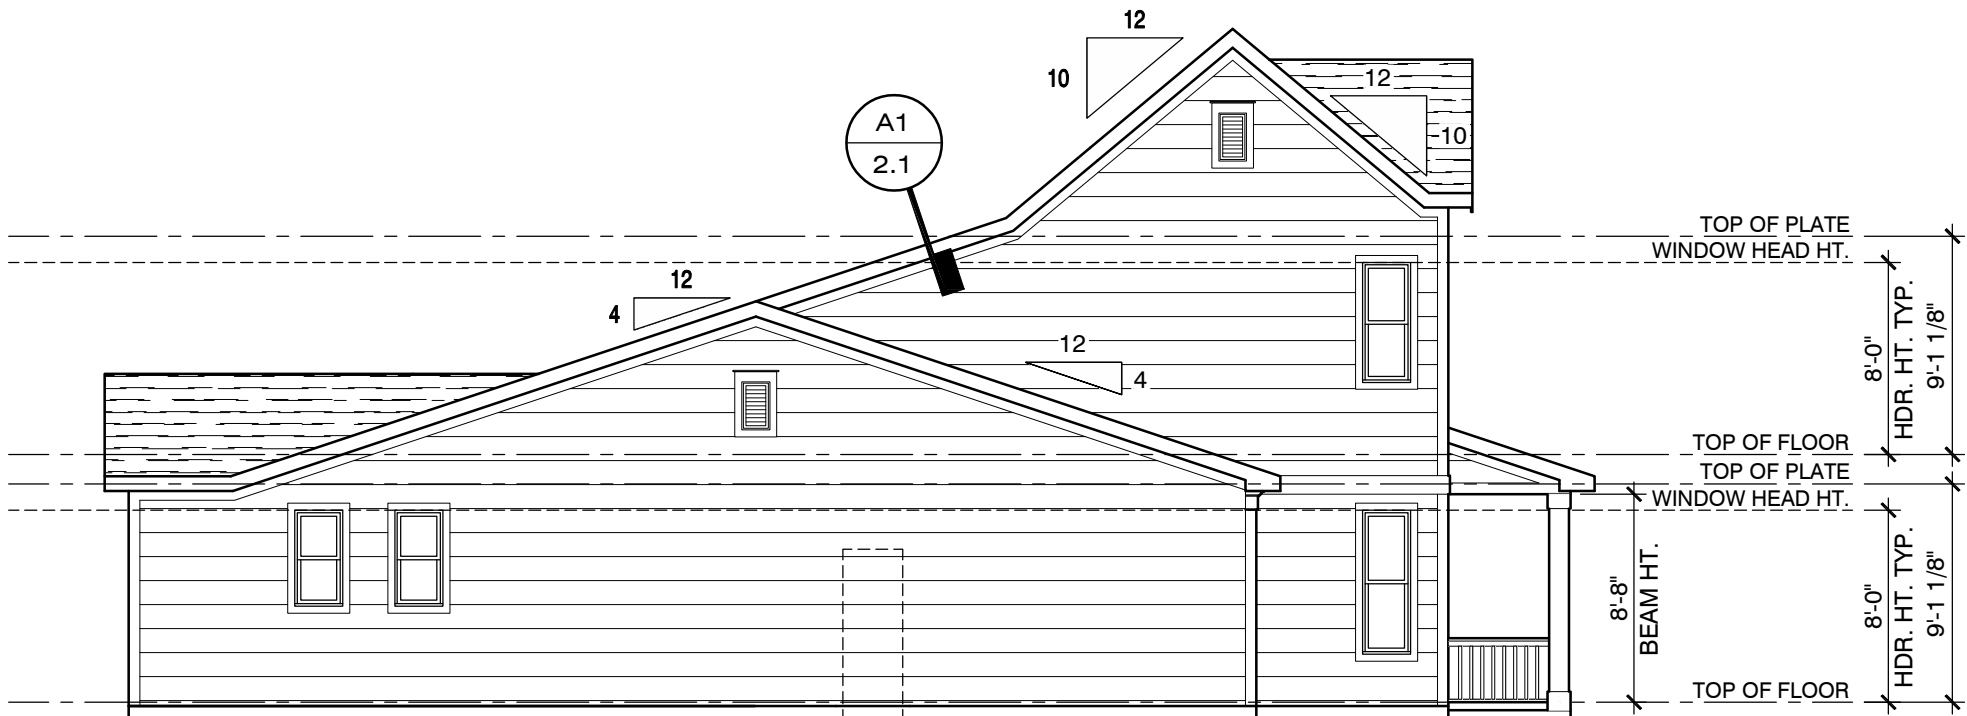 12
10
12
10
A1
2.1
TOP OF PLATE
WINDOW HEAD HT.
12
4
12
4
8'-0"
HDR. HT. TYP.
9'-1 1/8"
TOP OF FLOOR
TOP OF PLATE
WINDOW HEAD HT.
8'-8"
BEAM HT.
8'-0"
HDR. HT. TYP.
9'-1 1/8"
TOP OF FLOOR